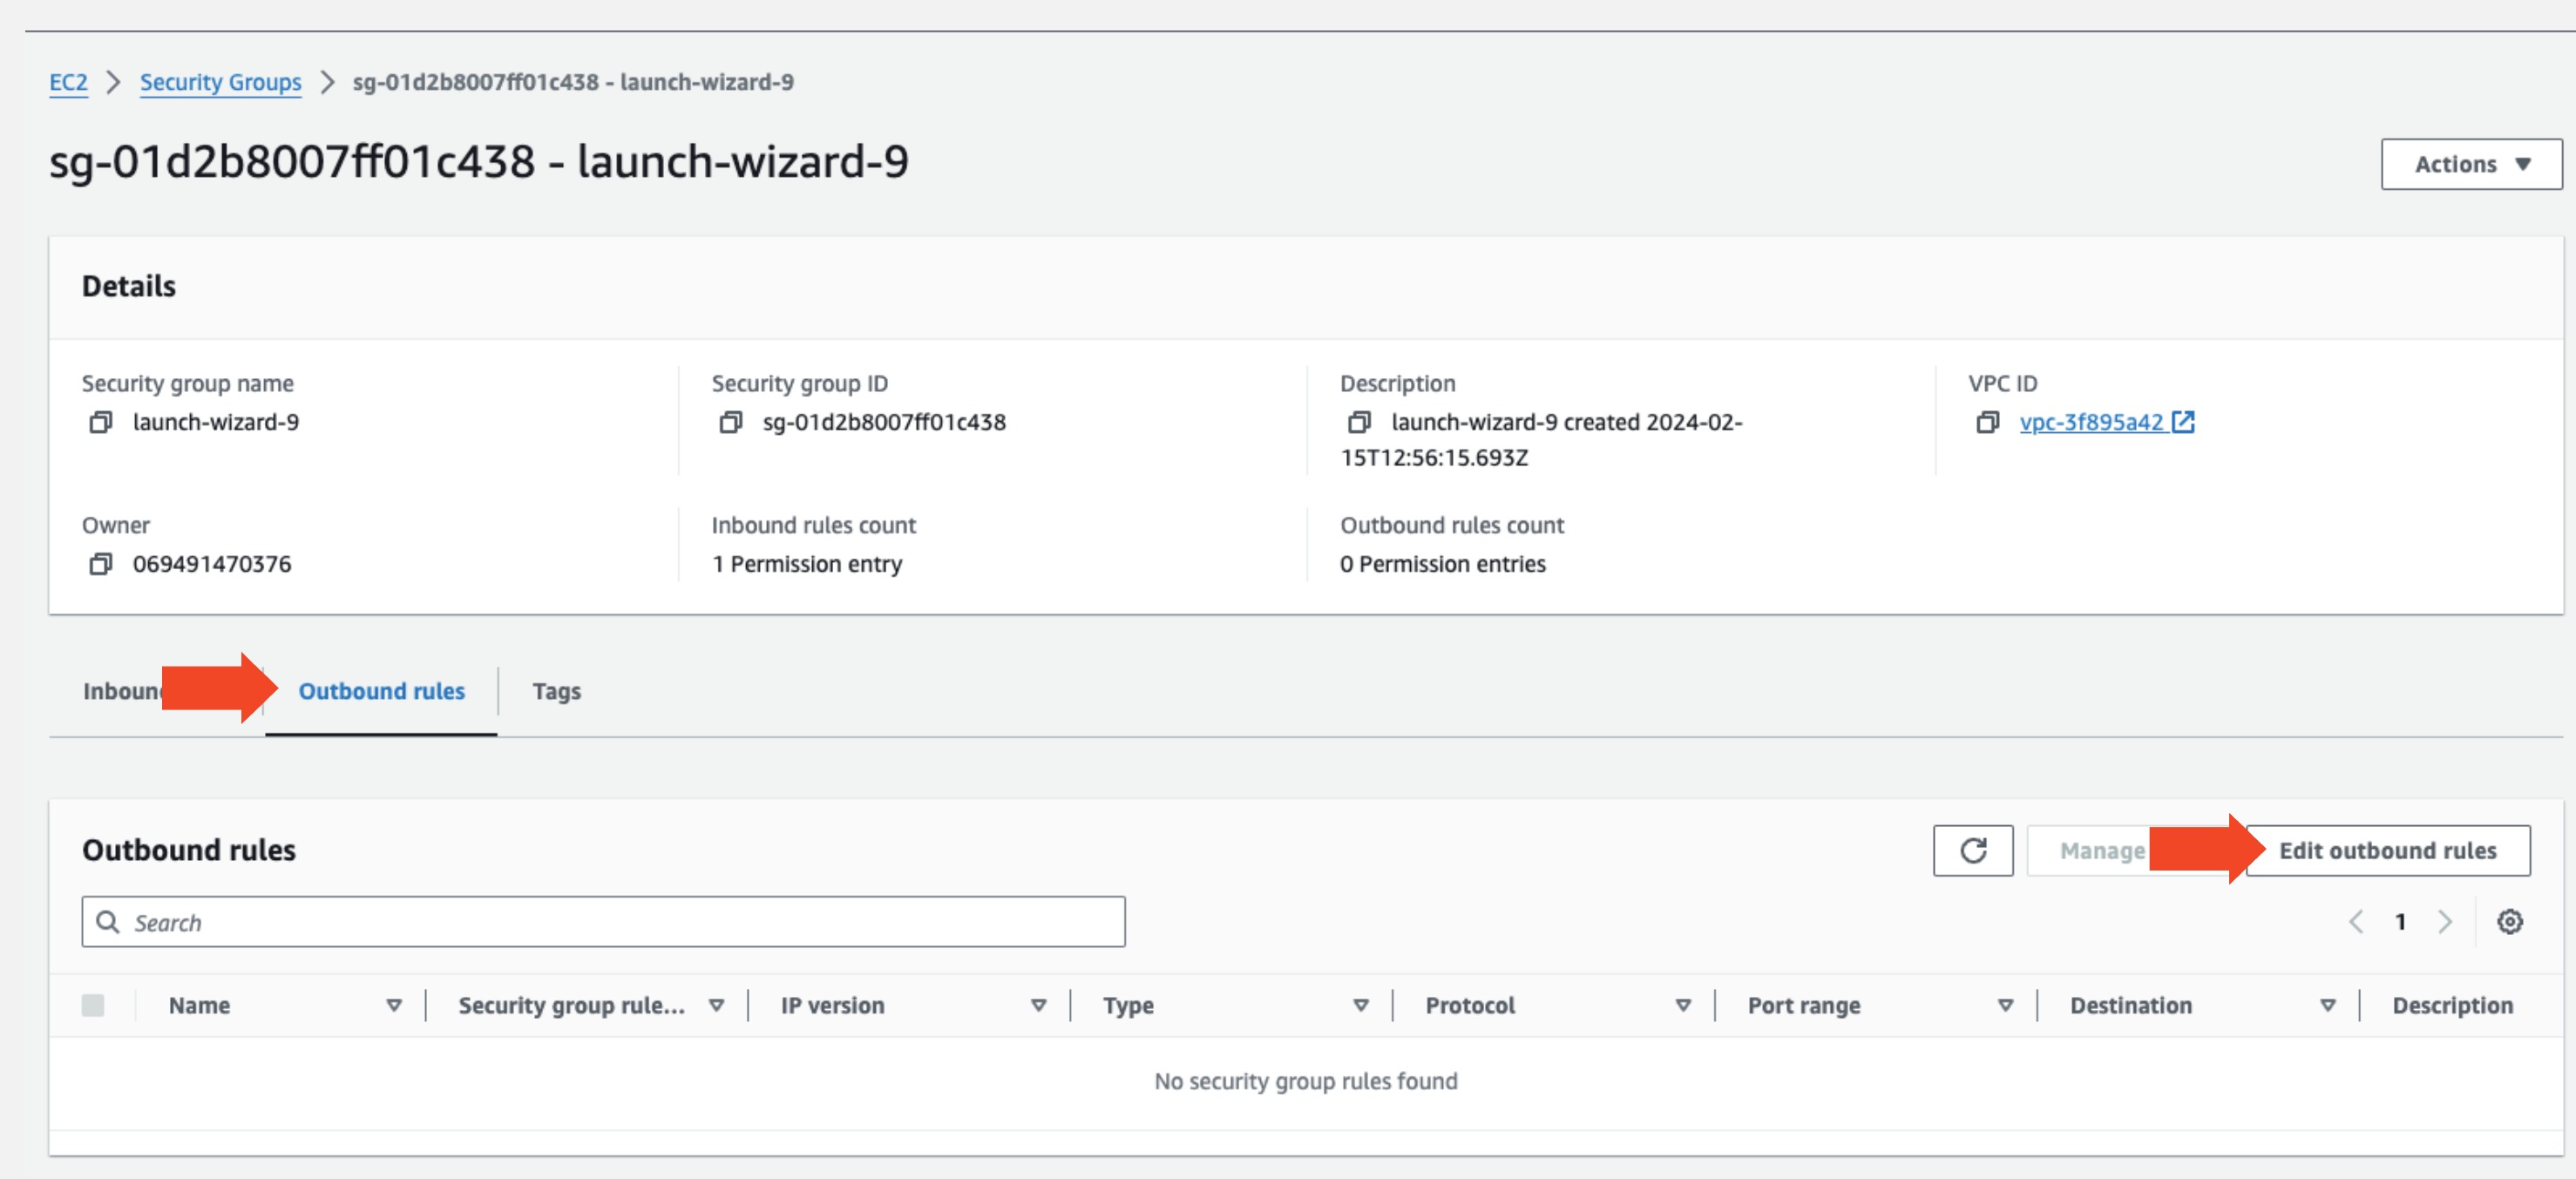 EC2 > Security Groups > sg-01d2b8007ff01c438 - launch-wizard-9
sg-01d2b8007ff01c438 - launch-wizard-9
Actions
Details
Security group name
launch-wizard-9
Security group ID
sg-01d2b8007ff01c438
Description
launch-wizard-9 created 2024-02-
15T12:56:15.693Z
VPC ID
vpc-3f895a42
Owner
069491470376
Inbound rules count
1 Permission entry
Outbound rules count
0 Permission entries
Outbound rules
Tags
Outbound rules
Manage
Edit outbound rules
Search
1
Name Security group rule... IP version Type Protocol Port range Destination Description
No security group rules found